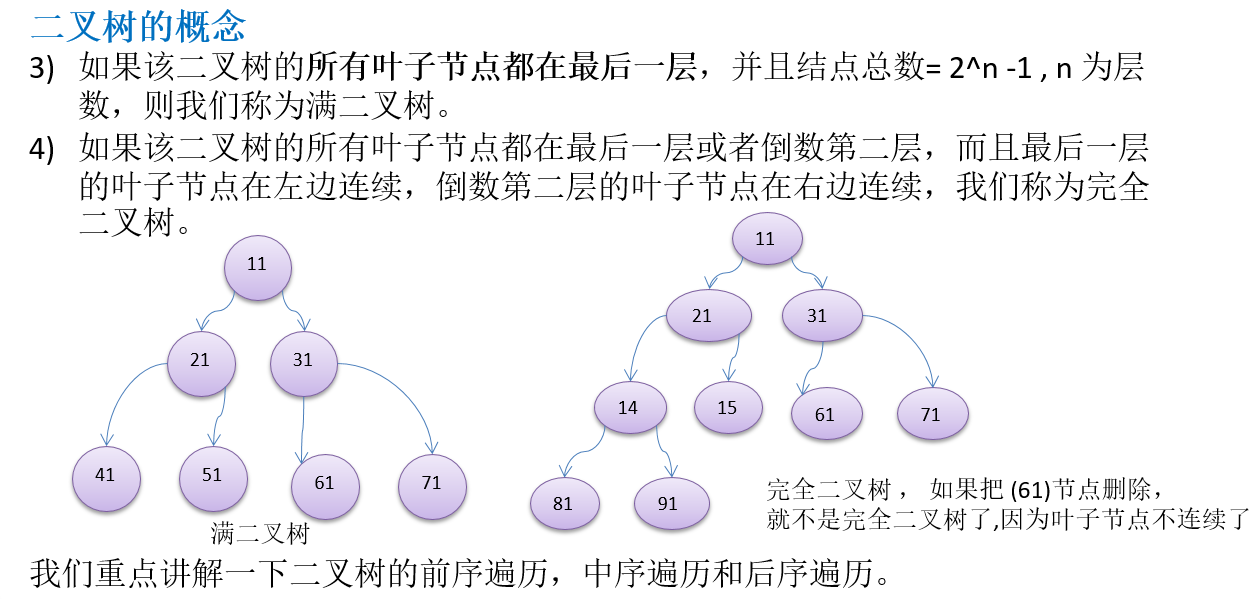 二叉树的概念
3) 如果该二叉树的所有叶子节点都在最后一层，并且结点总数= 2^n -1 , n 为层
数，则我们称为满二叉树。
4) 如果该二叉树的所有叶子节点都在最后一层或者倒数第二层，而且最后一层
的叶子节点在左边连续，倒数第二层的叶子节点在右边连续，我们称为完全
二叉树。
11
21
31
41
51
61
71
满二叉树
11
21
31
14
15
61
71
81
91
完全二叉树 ， 如果把 (61)节点删除，
就不是完全二叉树了,因为叶子节点不连续了
我们重点讲解一下二叉树的前序遍历，中序遍历和后序遍历。